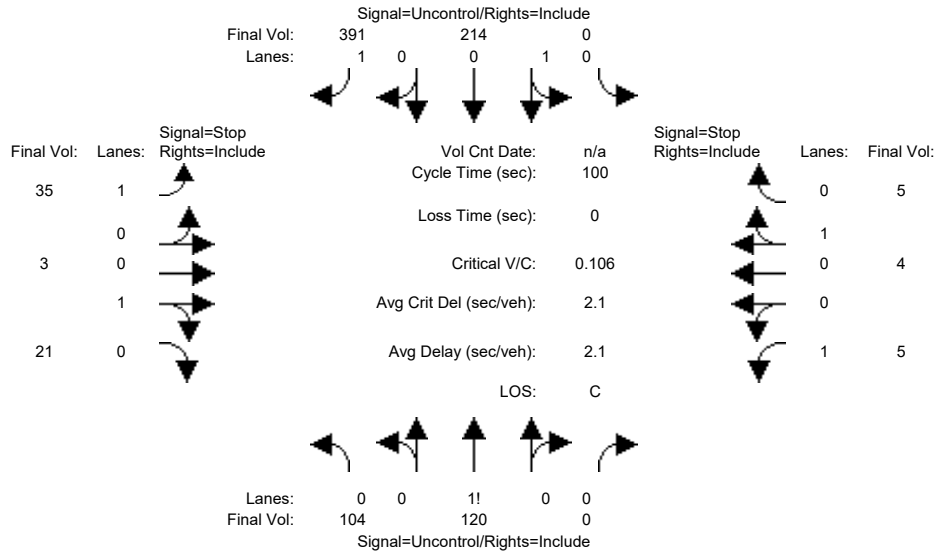 Signal=Uncontrol/Rights=Include
Final Vol: 391 214 0
Lanes: 1 0 0 1 0
Signal=Stop Signal=Stop
Final Vol: Lanes: Rights=Include Vol Cnt Date: n/a Rights=Include Lanes: Final Vol:
Cycle Time (sec): 100
35 1 0 5
Loss Time (sec): 0
0 1
3 0 Critical V/C: 0.106 0 4
1 Avg Crit Del (sec/veh): 2.1 0
21 0 Avg Delay (sec/veh): 2.1 1 5
LOS: C
Lanes: 0 0 1! 0 0
Final Vol: 104 120 0
Signal=Uncontrol/Rights=Include